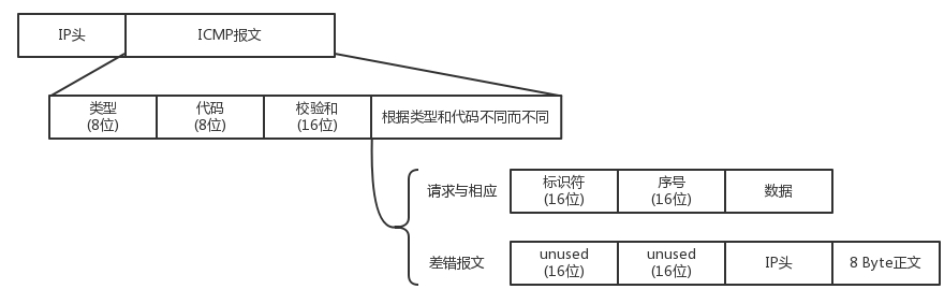 IP头
ICMP报文
类型
(8位)
代码
(8位)
校验和
(16位)
根据类型和代码不同而不同
请求与相应
标识符
(16位)
序号
(16位)
数据
差错报文
unused
(16位)
unused
(16位)
IP头
8 Byte正文